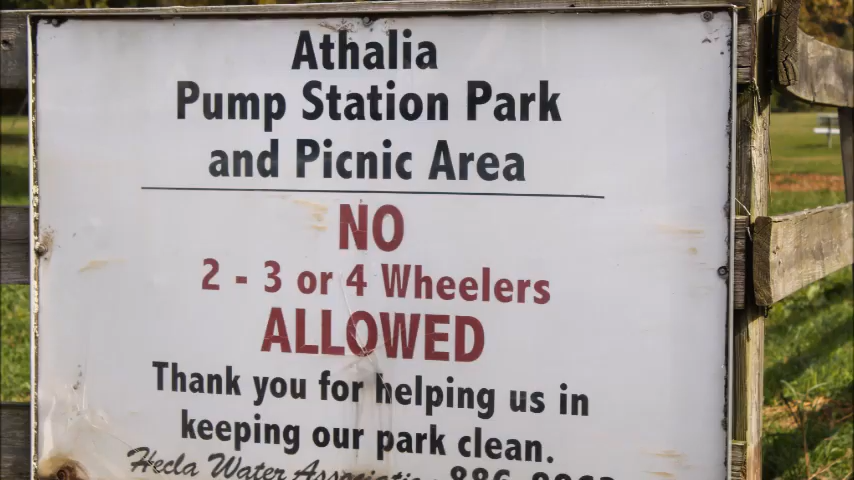 Athalia
Pump Station Park
and Picnic Area
NO
2 - 3 or 4 Wheelers
ALLOWED
Thank you for helping us in
keeping our park clean.
Hecla Water